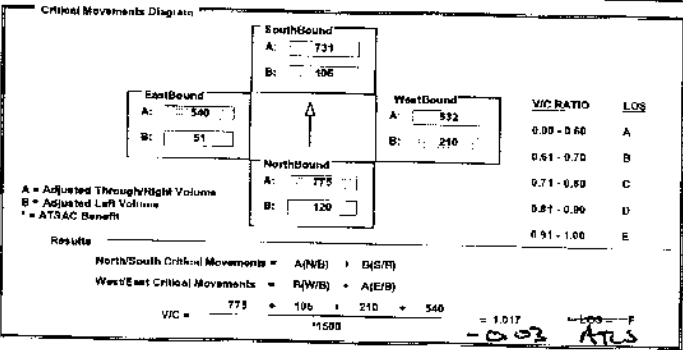 Critical Movements Diagram
SouthBound
A: 731
B: 106
EastBound
A: 540
B: 51
WestBound
A: 532
B: 210
NorthBound
A: 775
B: 120
V/C RATIO LOS
0.00 - 0.60 A
0.61 - 0.70 B
0.71 - 0.80 C
0.81 - 0.90 D
0.91 - 1.00 E
A = Adjusted Through/Right Volume
B = Adjusted Left Volume
* = ATSAC Benefit
Results
North/South Critical Movements = A(N/B) + B(S/B)
West/East Critical Movements = B(W/B) + A(E/B)
V/C = 775 + 106 + 210 + 540
*1500
= 1.017 LOS = F
-0.03 ATCS